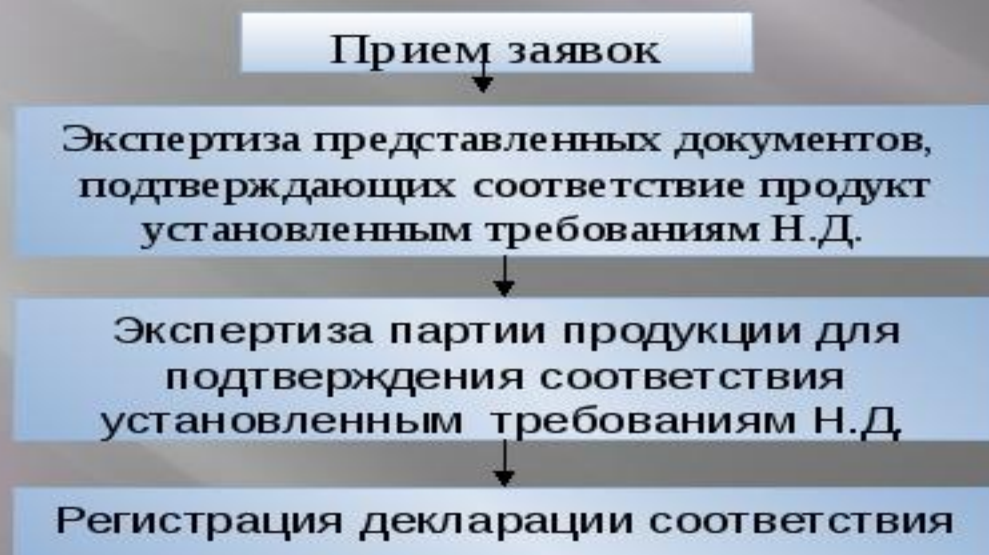 Прием заявок
Экспертиза представленных документов,
подтверждающих соответствие продукт
установленным требованиям Н.Д.
Экспертиза партии продукции для
подтверждения соответствия
установленным требованиям Н.Д.
Регистрация декларации соответствия